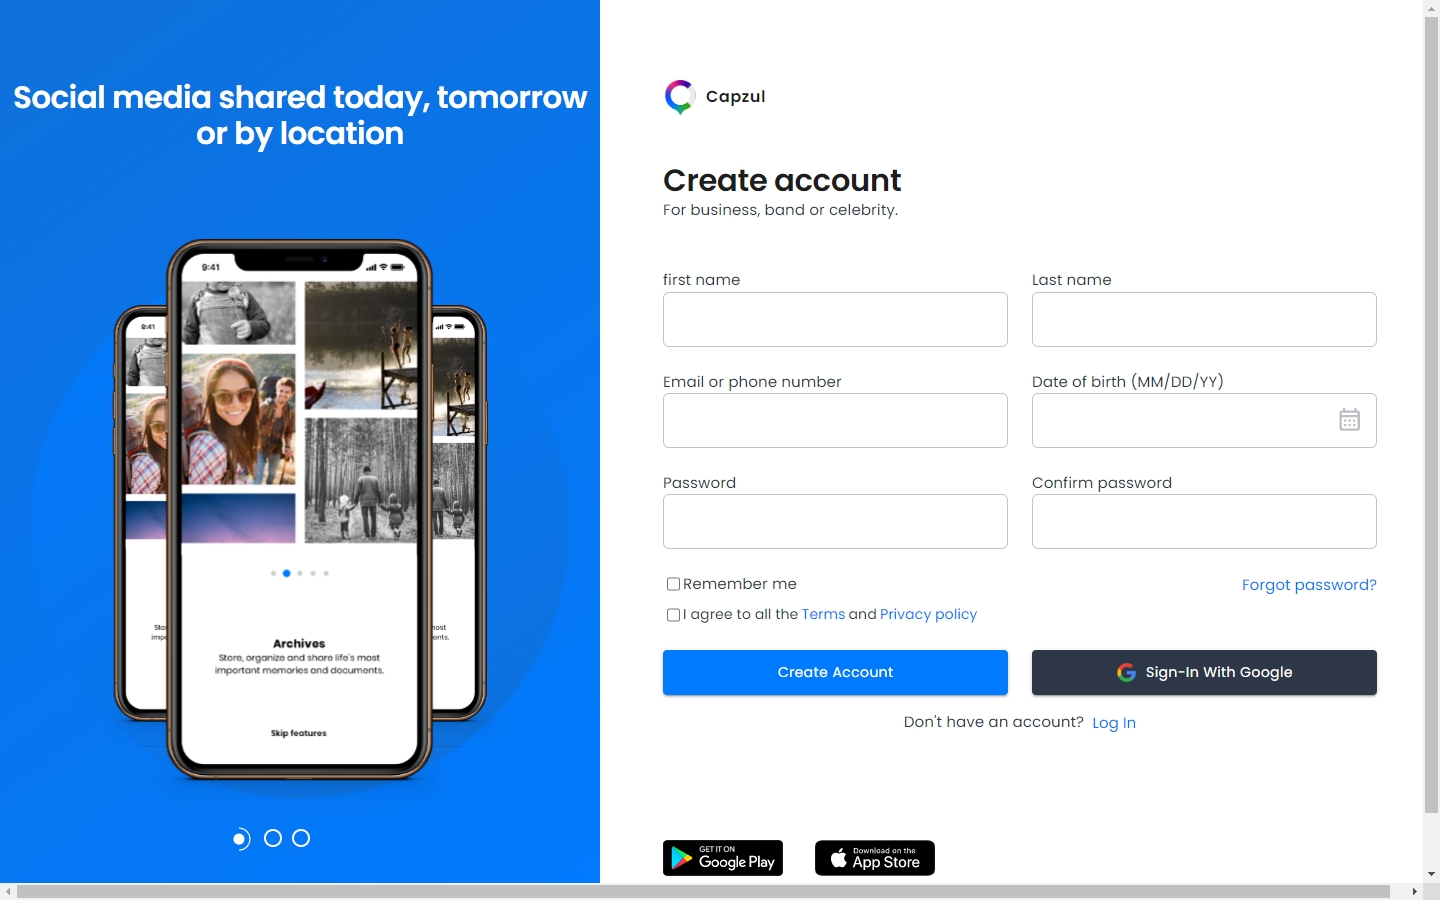 Social media shared today, tomorrow
or by location
9:41
9:41
Archives
Store, organize and share life's most
important memories and documents.
Skip features
Capzul
Create account
For business, band or celebrity.
first name
Last name
Email or phone number
Date of birth (MM/DD/YY)
Password
Confirm password
Remember me
Forgot password?
I agree to all the Terms and Privacy policy
Create Account
Sign-In With Google
Don't have an account? Log In
GET IT ON
Google Play
Download on the
App Store